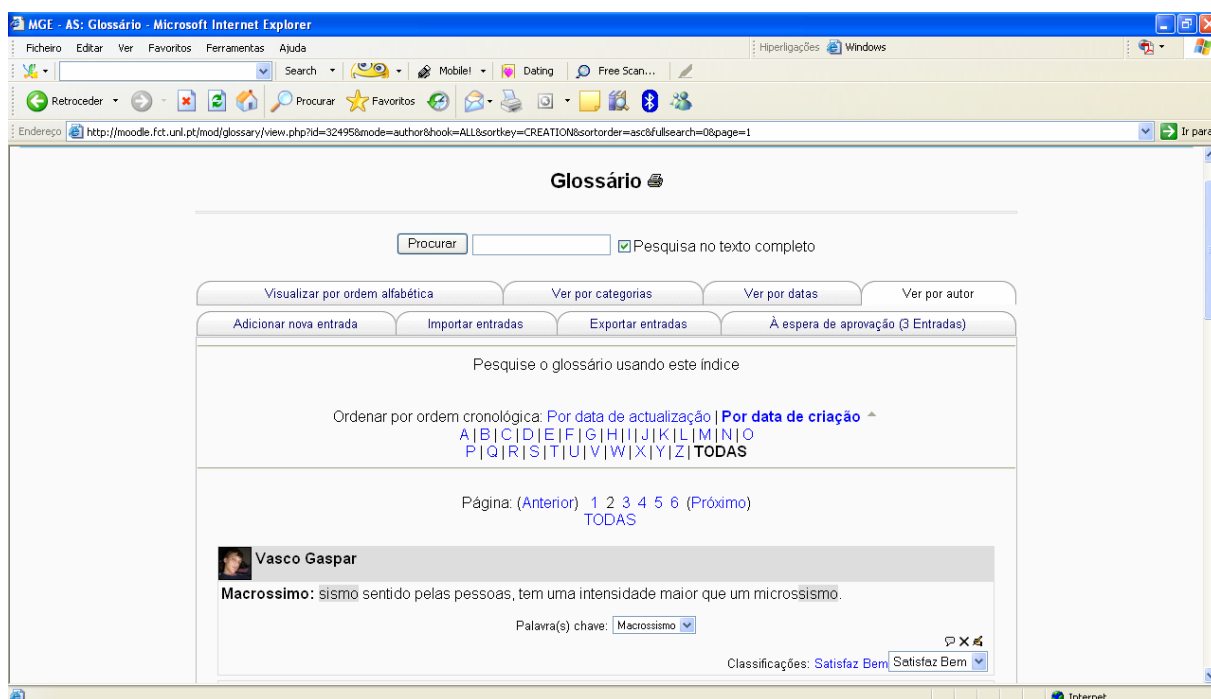 MGE - AS: Glossário - Microsoft Internet Explorer
Ficheiro Editar Ver Favoritos Ferramentas Ajuda Hiperligações Windows
Search Mobile! Dating Free Scan...
Retroceder Procurar Favoritos
Endereço http://moodle.fct.unl.pt/mod/glossary/view.php?id=32495&mode=author&hook=ALL&sortkey=CREATION&sortorder=asc&fullsearch=0&page=1 Ir para
Glossário
Procurar Pesquisa no texto completo
Visualizar por ordem alfabética Ver por categorias Ver por datas Ver por autor
Adicionar nova entrada Importar entradas Exportar entradas À espera de aprovação (3 Entradas)
Pesquise o glossário usando este índice
Ordenar por ordem cronológica: Por data de actualização | Por data de criação
A | B | C | D | E | F | G | H | I | J | K | L | M | N | O
P | Q | R | S | T | U | V | W | X | Y | Z | TODAS
Página: (Anterior) 1 2 3 4 5 6 (Próximo)
TODAS
Vasco Gaspar
Macrossimo: sismo sentido pelas pessoas, tem uma intensidade maior que um microssismo.
Palavra(s) chave: Macrossismo
Classificações: Satisfaz Bem Satisfaz Bem
Internet